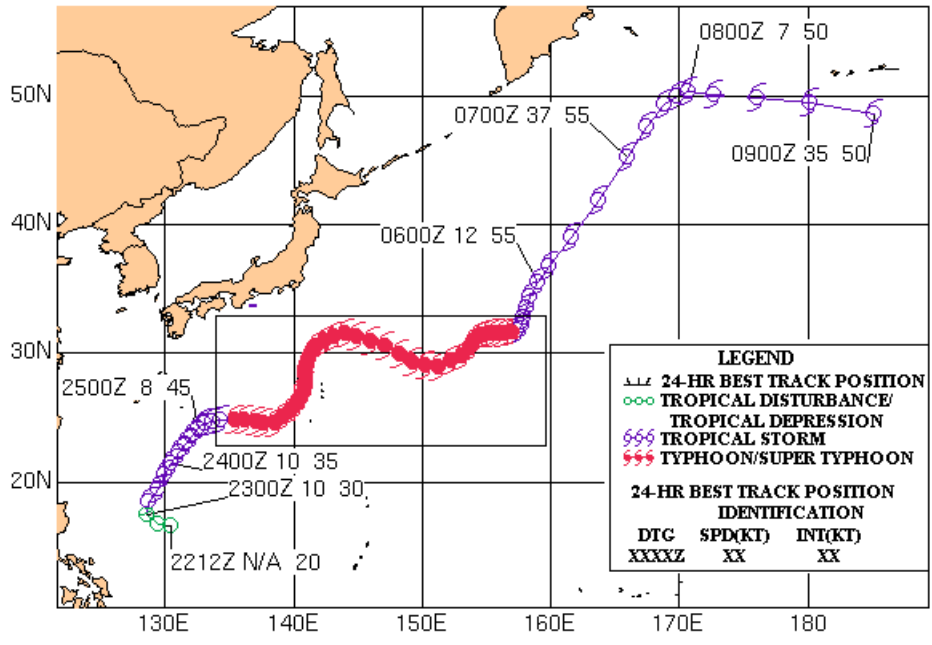 0800Z 7 50
50N
0700Z 37 55
0900Z 35 50
40N
0600Z 12 55
30N
LEGEND
24-HR BEST TRACK POSITION
TROPICAL DISTURBANCE/
TROPICAL DEPRESSION
TROPICAL STORM
TYPHOON/SUPER TYPHOON
2500Z 8 45
2400Z 10 35
20N
2300Z 10 30
24-HR BEST TRACK POSITION
IDENTIFICATION
DTG SPD(KT) INT(KT)
XXXXZ XX XX
2212Z N/A 20
130E 140E 150E 160E 170E 180